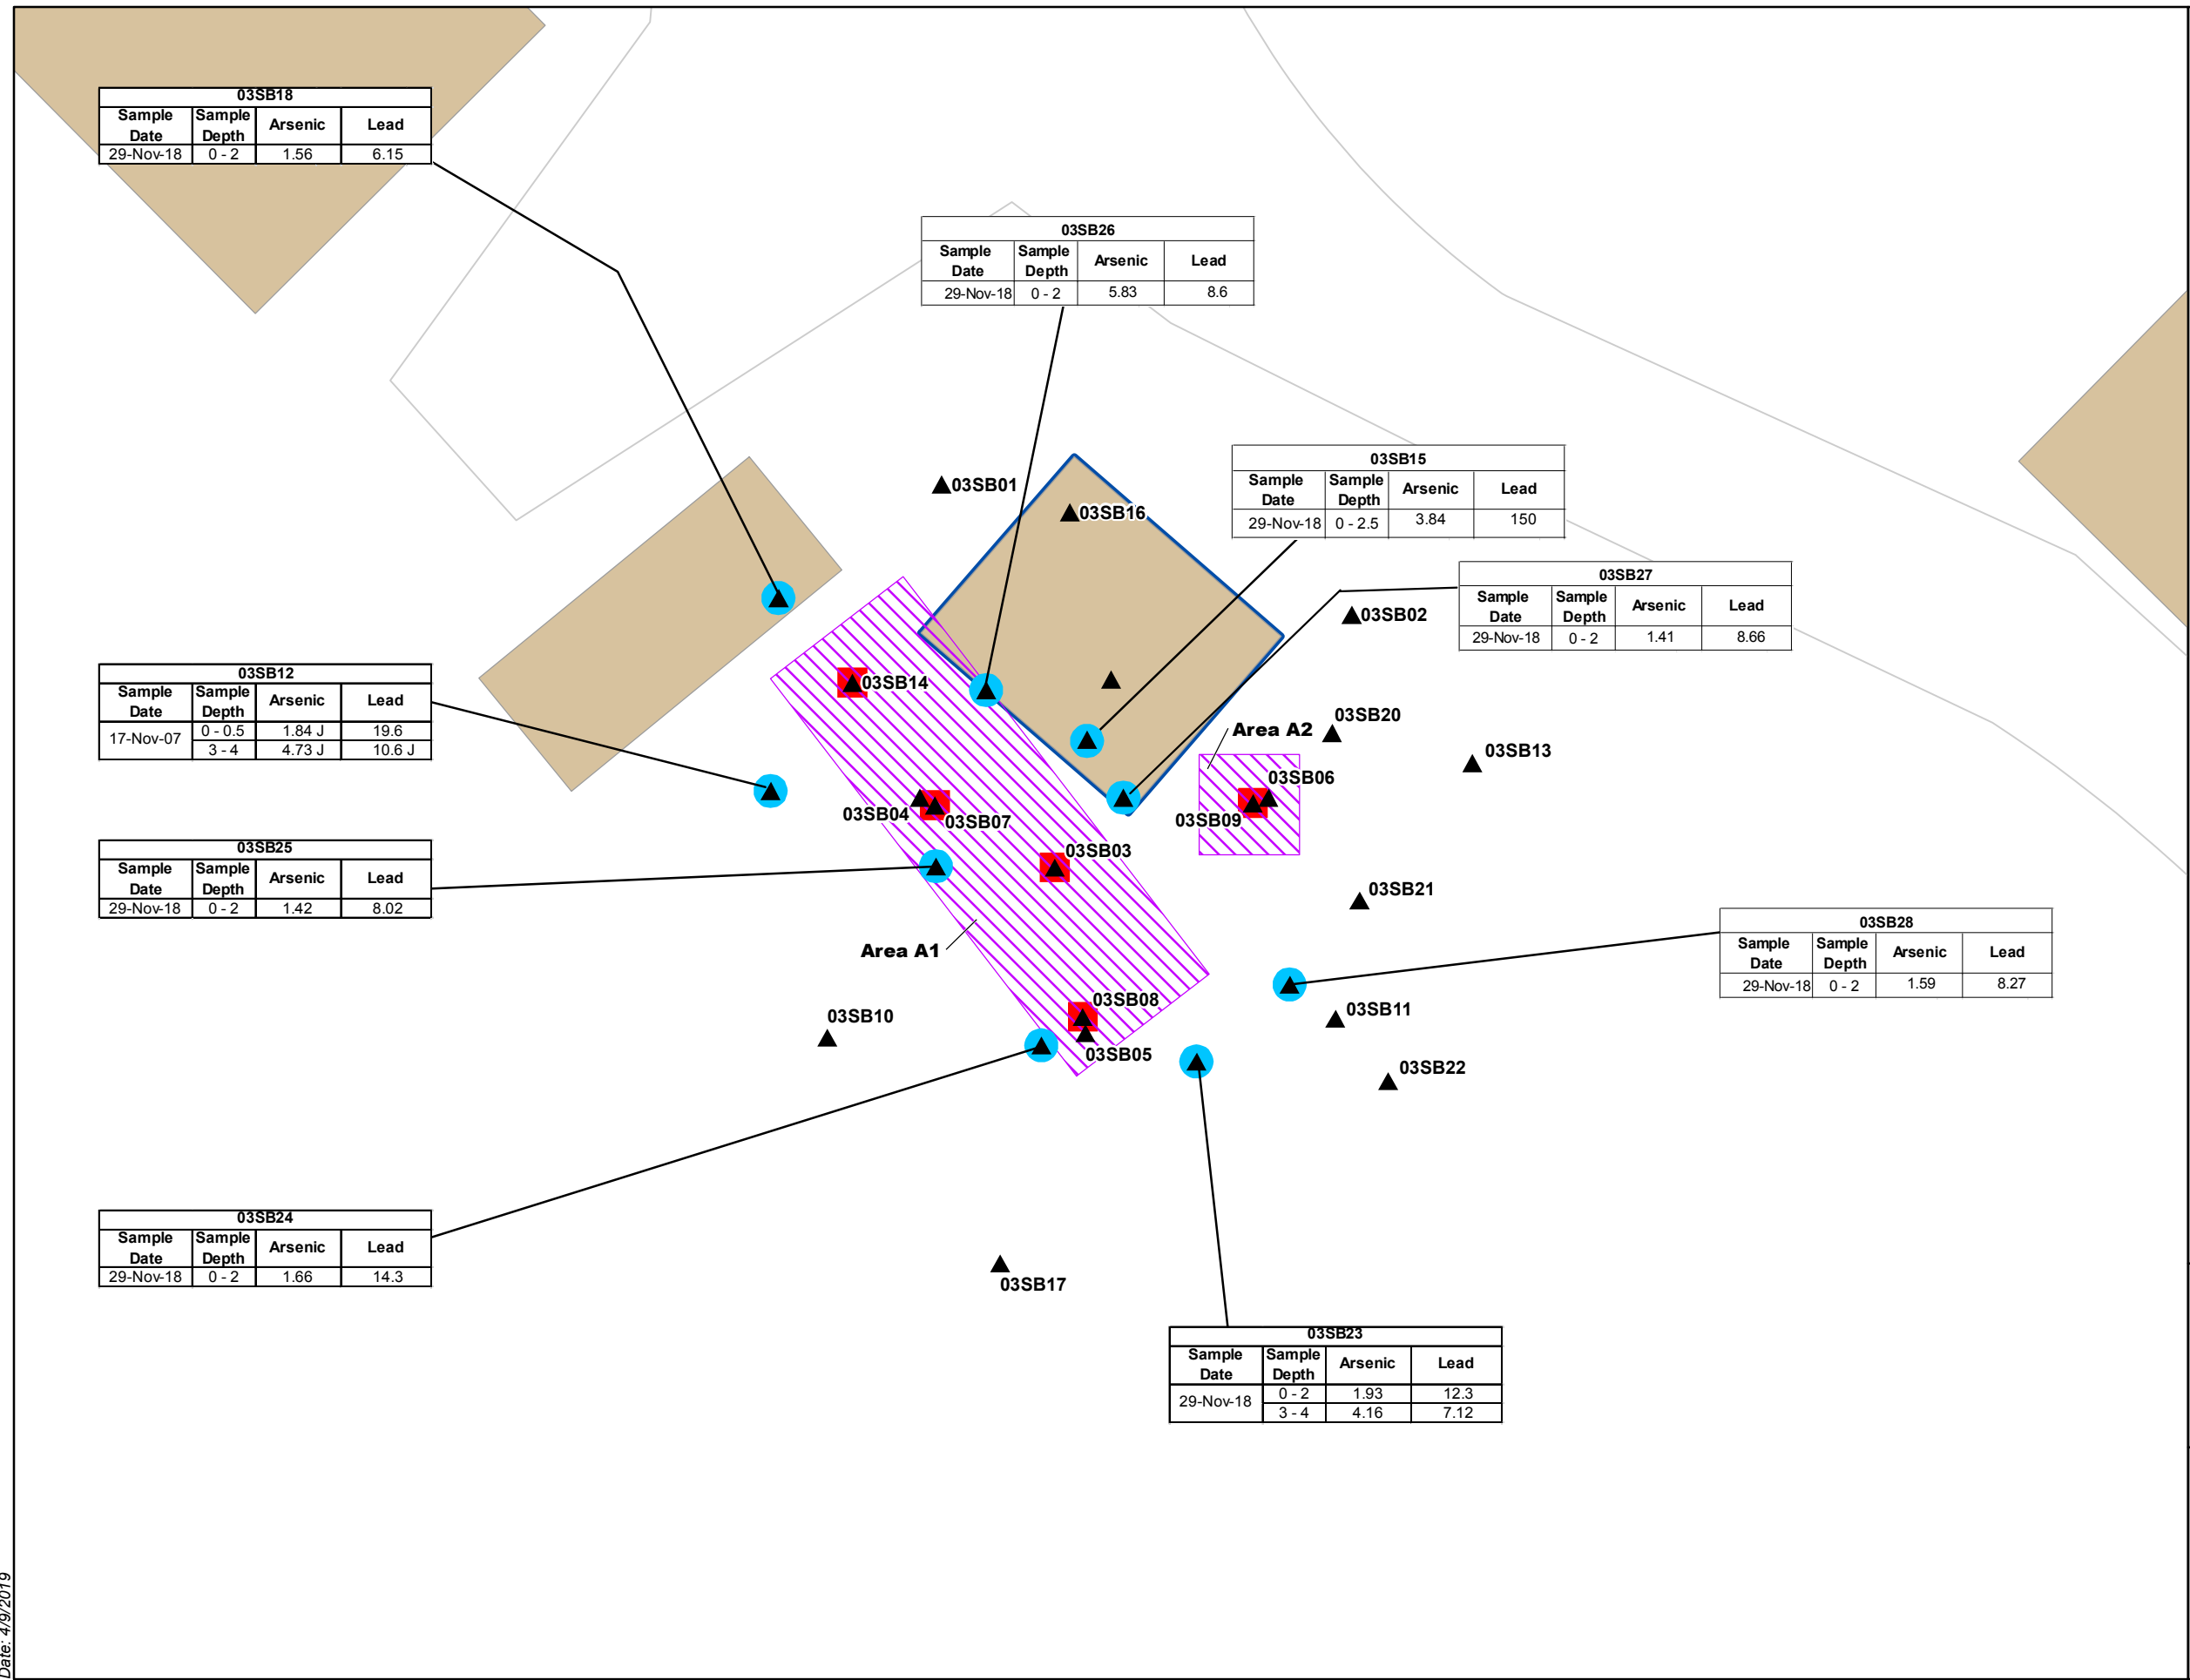 03SB18
Sample Date Sample Depth Arsenic Lead
29-Nov-18 0 - 2 1.56 6.15
03SB26
Sample Date Sample Depth Arsenic Lead
29-Nov-18 0 - 2 5.83 8.6
03SB15
Sample Date Sample Depth Arsenic Lead
29-Nov-18 0 - 2.5 3.84 150
03SB01
03SB16
03SB27
Sample Date Sample Depth Arsenic Lead
29-Nov-18 0 - 2 1.41 8.66
03SB02
03SB12
Sample Date Sample Depth Arsenic Lead
17-Nov-07 0 - 0.5 1.84 J 19.6
3 - 4 4.73 J 10.6 J
03SB14
03SB20
Area A2
03SB13
03SB06
03SB04
03SB07
03SB09
03SB03
03SB25
Sample Date Sample Depth Arsenic Lead
29-Nov-18 0 - 2 1.42 8.02
03SB21
Area A1
03SB28
Sample Date Sample Depth Arsenic Lead
29-Nov-18 0 - 2 1.59 8.27
03SB08
03SB10
03SB11
03SB05
03SB22
03SB24
Sample Date Sample Depth Arsenic Lead
29-Nov-18 0 - 2 1.66 14.3
03SB17
03SB23
Sample Date Sample Depth Arsenic Lead
29-Nov-18 0 - 2 1.93 12.3
3 - 4 4.16 7.12
Date: 4/9/2019